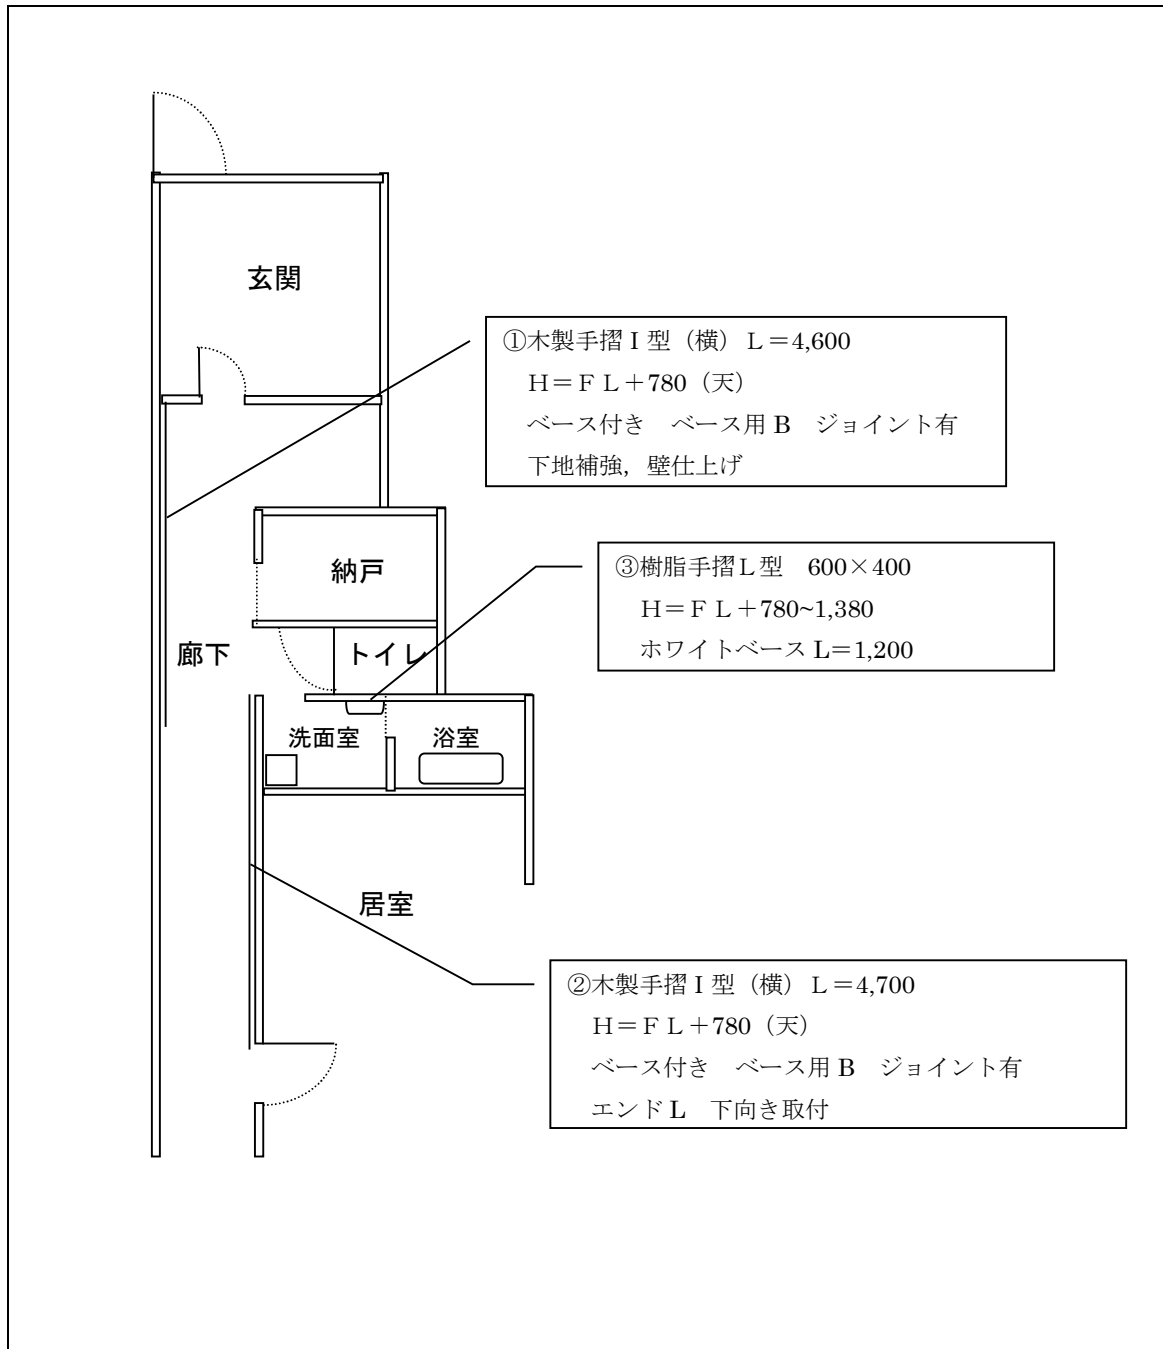 玄関
①木製手摺Ｉ型（横）Ｌ＝4,600
Ｈ＝ＦＬ＋780（天）
ベース付き　ベース用 B　ジョイント有
下地補強，壁仕上げ
納戸
③樹脂手摺Ｌ型　600×400
Ｈ＝ＦＬ＋780~1,380
ホワイトベース L＝1,200
廊下
トイレ
洗面室
浴室
居室
②木製手摺Ｉ型（横）Ｌ＝4,700
Ｈ＝ＦＬ＋780（天）
ベース付き　ベース用 B　ジョイント有
エンド L　下向き取付